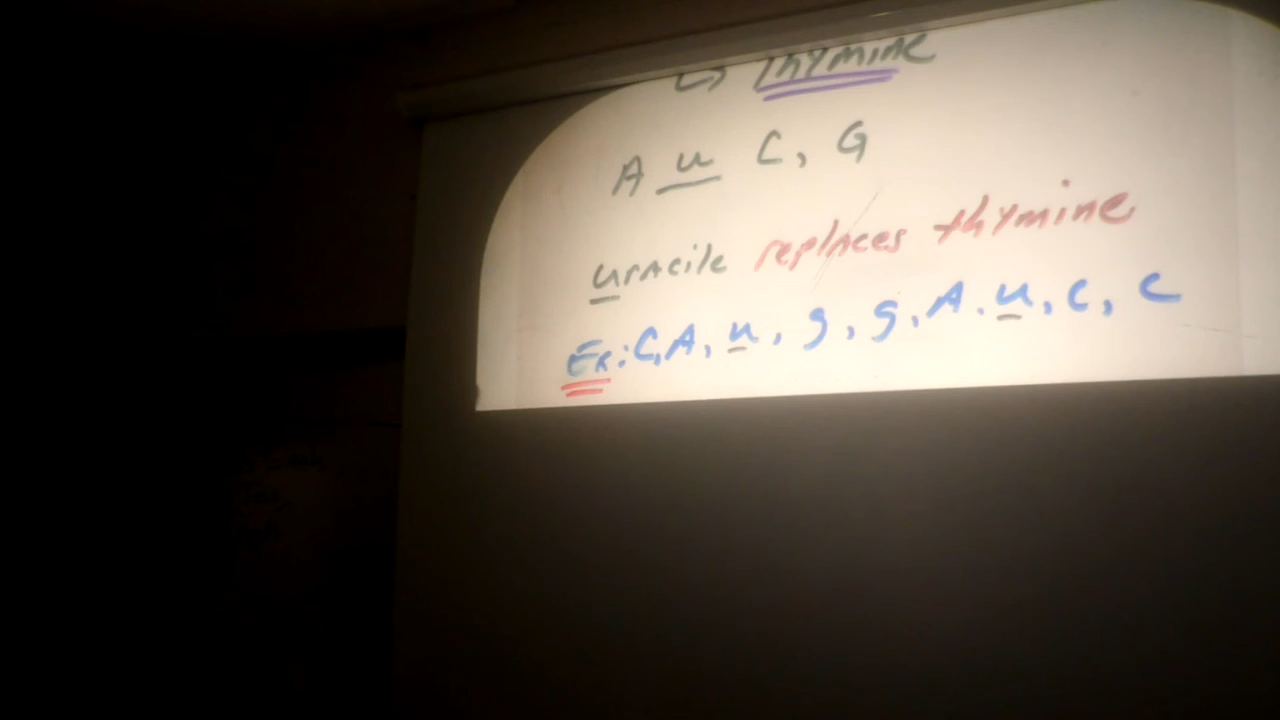 ↳ Thymine
A u C, G
uracile replaces thymine
Ex: C, A, u, g, g, A, u, C, C